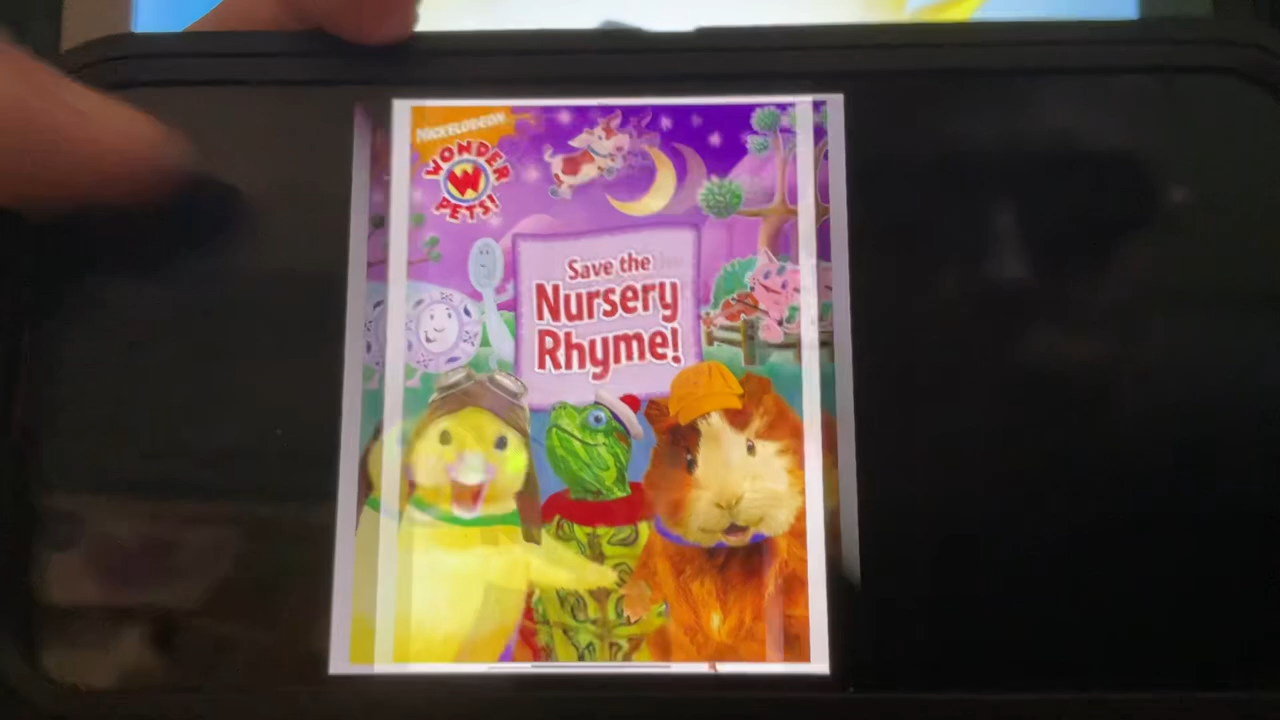 NICKELODEON
WONDER
W
PETS!
Save the
Nursery
Rhyme!